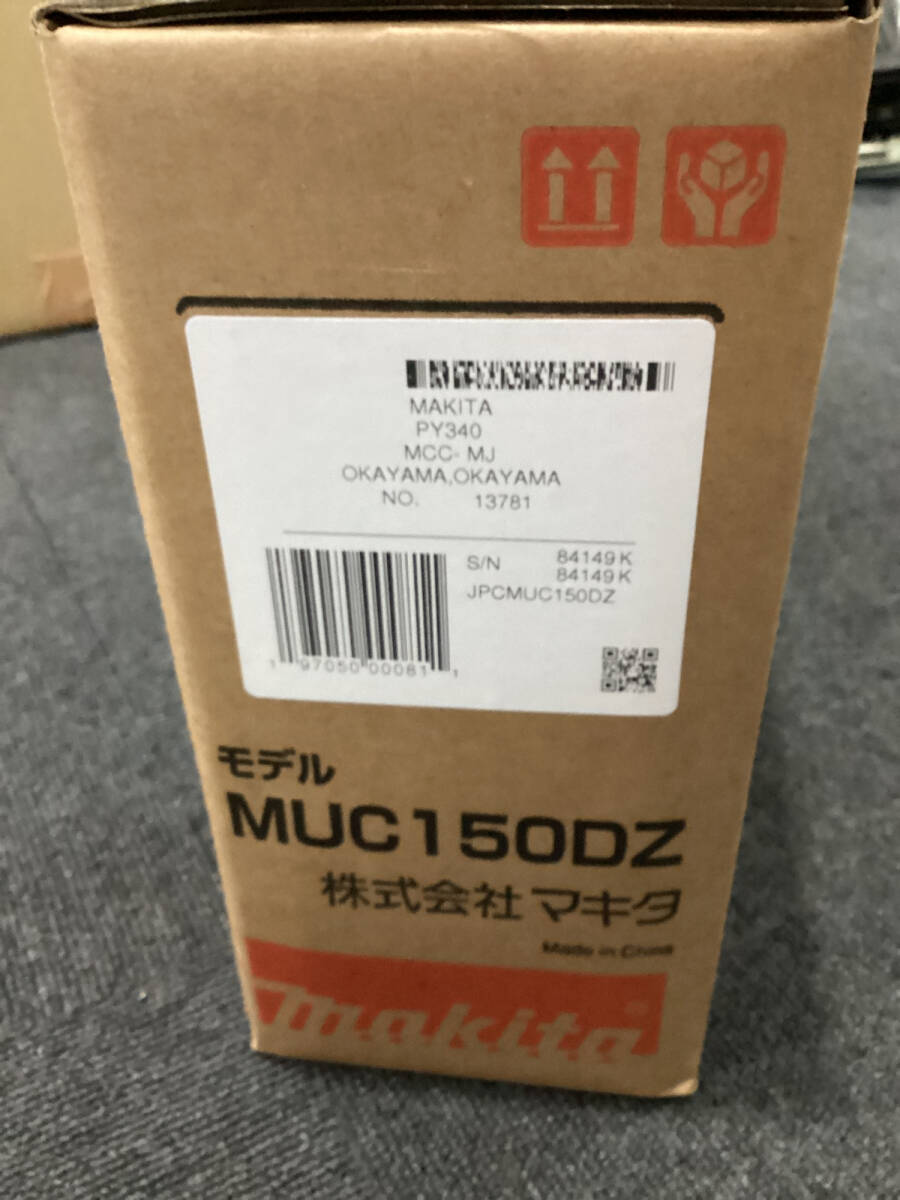 MAKITA
PY340
MCC- MJ
OKAYAMA,OKAYAMA
NO. 13781
S/N 84149 K
84149 K
JPCMUC150DZ
1 97050 00081 1
モデル
MUC150DZ
株式会社 マキタ
Made in China
makita